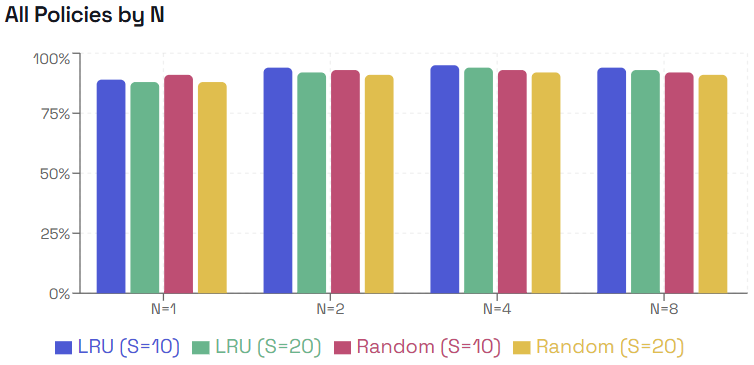 All Policies by N
100%
75%
50%
25%
0%
N=1 N=2 N=4 N=8
LRU (S=10) LRU (S=20) Random (S=10) Random (S=20)